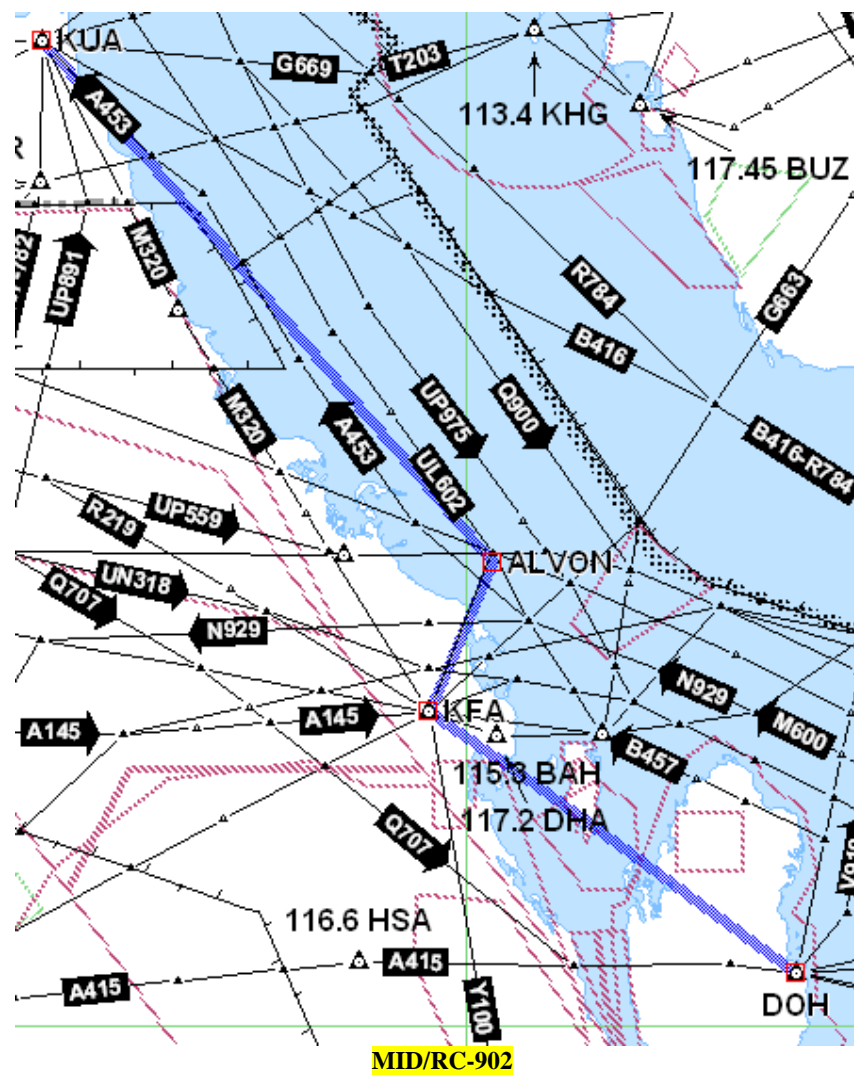 KUA
G669
T203
A453
113.4 KHG
117.45 BUZ
R
M320
UP891
R784
G663
B416
M320
A453
UP975
Q900
UL602
B416-R784
UP559
R219
ALVON
UN318
Q707
N929
N929
A145
A145
KFA
M600
B457
115.3 BAH
117.2 DHA
Q707
116.6 HSA
A415
A415
Y100
DOH
MID/RC-902